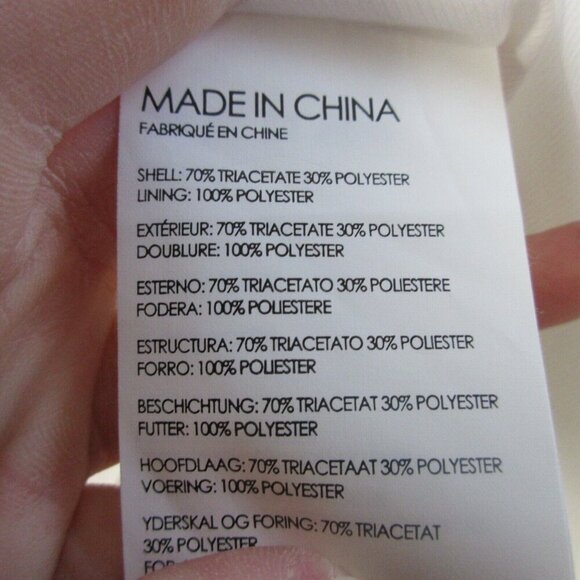 MADE IN CHINA
FABRIQUÉ EN CHINE
SHELL: 70% TRIACETATE 30% POLYESTER
LINING: 100% POLYESTER
EXTÉRIEUR: 70% TRIACETATE 30% POLYESTER
DOUBLURE: 100% POLYESTER
ESTERNO: 70% TRIACETATO 30% POLIESTERE
FODERA: 100% POLIESTERE
ESTRUCTURA: 70% TRIACETATO 30% POLIESTER
FORRO: 100% POLIESTER
BESCHICHTUNG: 70% TRIACETAT 30% POLYESTER
FUTTER: 100% POLYESTER
HOOFDLAAG: 70% TRIACETAAT 30% POLYESTER
VOERING: 100% POLYESTER
YDERSKAL OG FORING: 70% TRIACETAT
30% POLYESTER